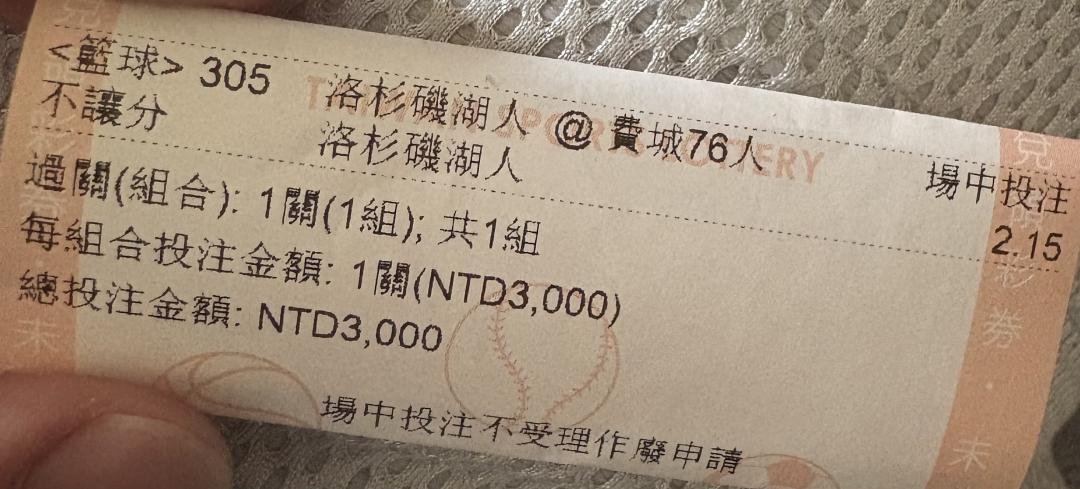 <籃球> 305 洛杉磯湖人 @ 費城76人 場中投注
不讓分 洛杉磯湖人 2.15
過關(組合): 1關(1組); 共1組
每組合投注金額: 1關(NTD3,000)
總投注金額: NTD3,000
場中投注不受理作廢申請